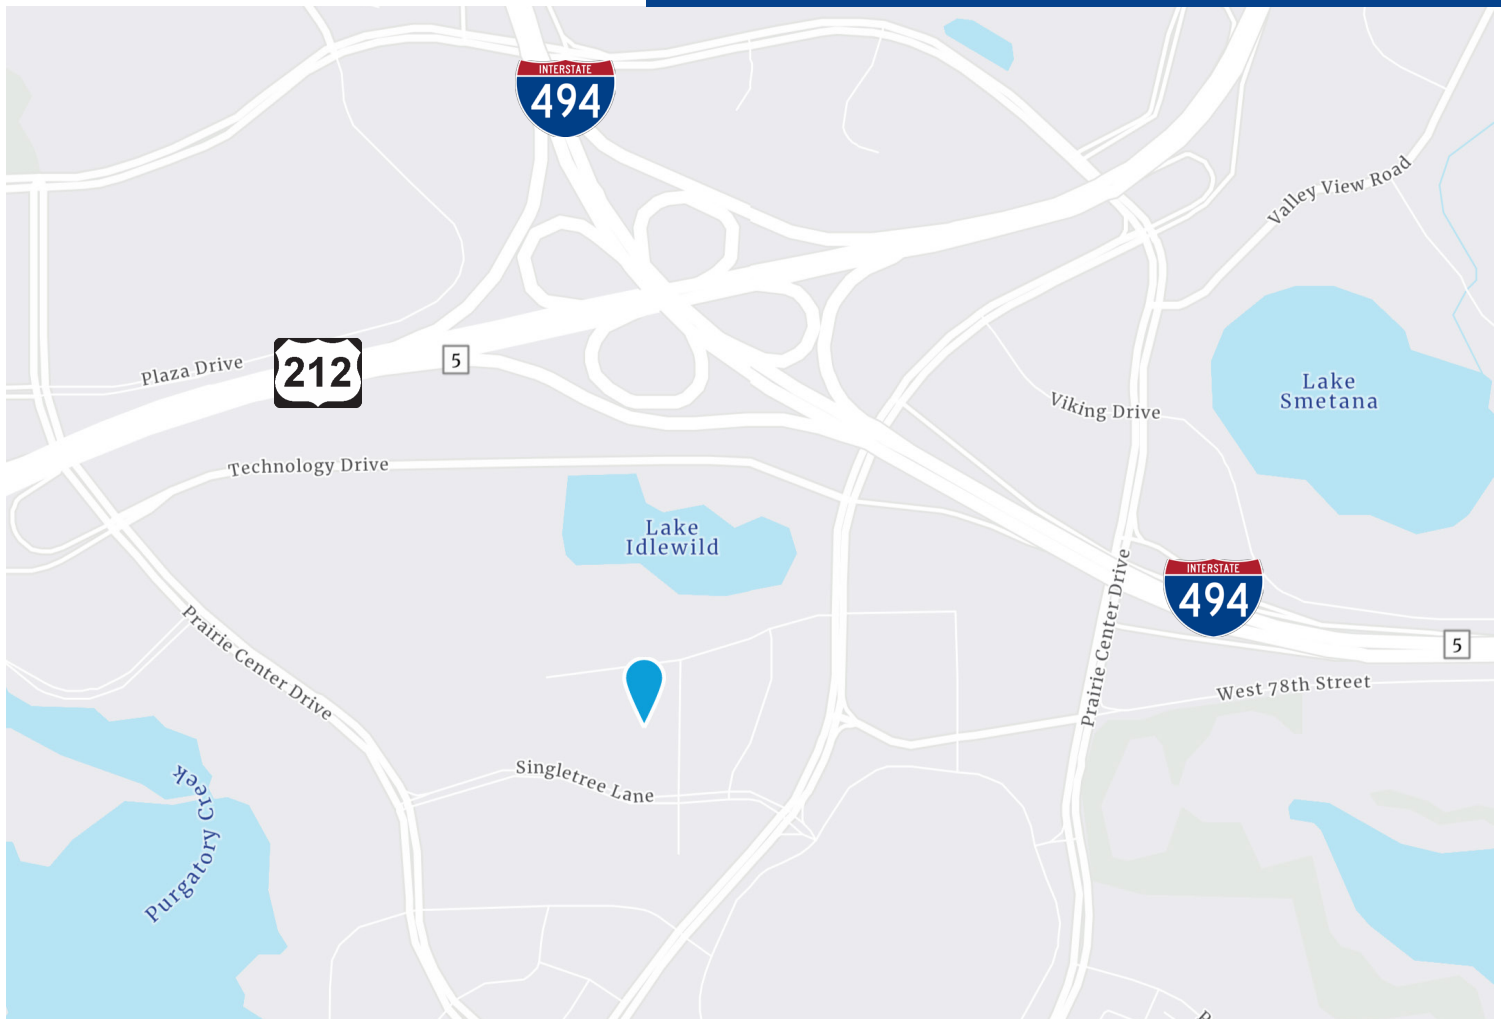 INTERSTATE
494
Valley View Road
Plaza Drive
212
5
Lake
Smetana
Viking Drive
Technology Drive
Lake
Idlewild
INTERSTATE
494
Prairie Center Drive
Prairie Center Drive
5
West 78th Street
Singletree Lane
Purgatory Creek